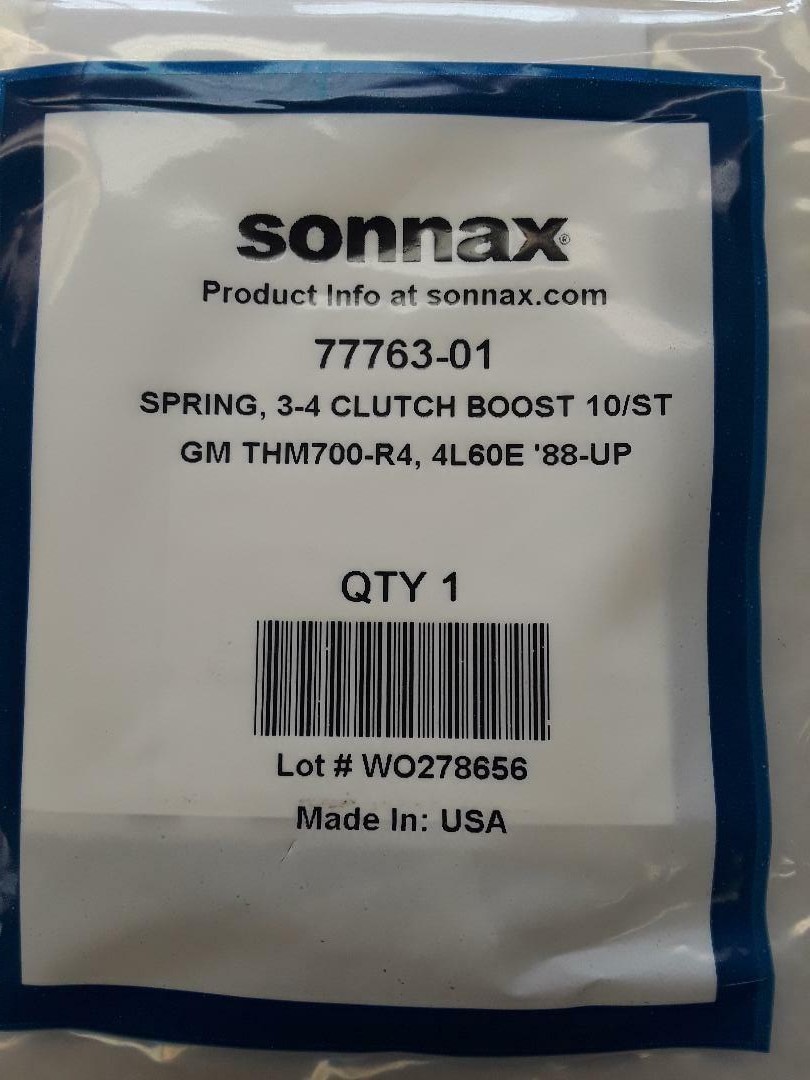 sonnax®
Product Info at sonnax.com
77763-01
SPRING, 3-4 CLUTCH BOOST 10/ST
GM THM700-R4, 4L60E '88-UP
QTY 1
Lot # WO278656
Made In: USA